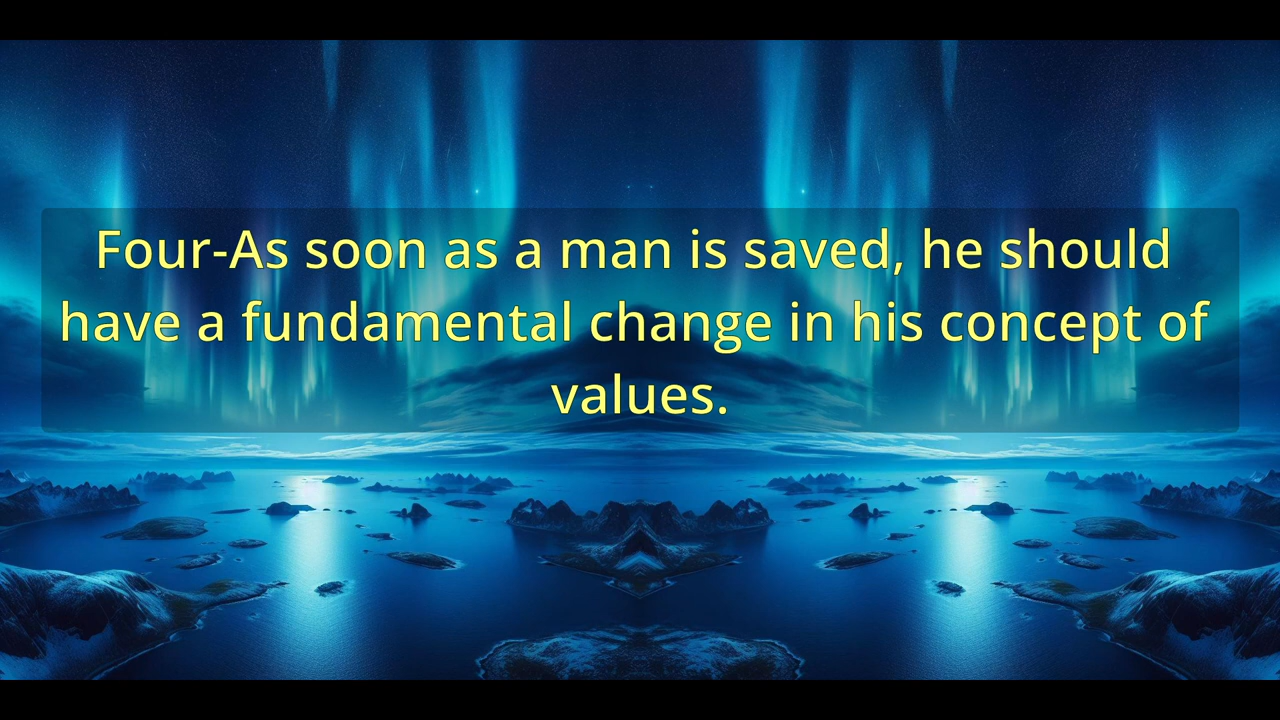 Four-As soon as a man is saved, he should
have a fundamental change in his concept of
values.